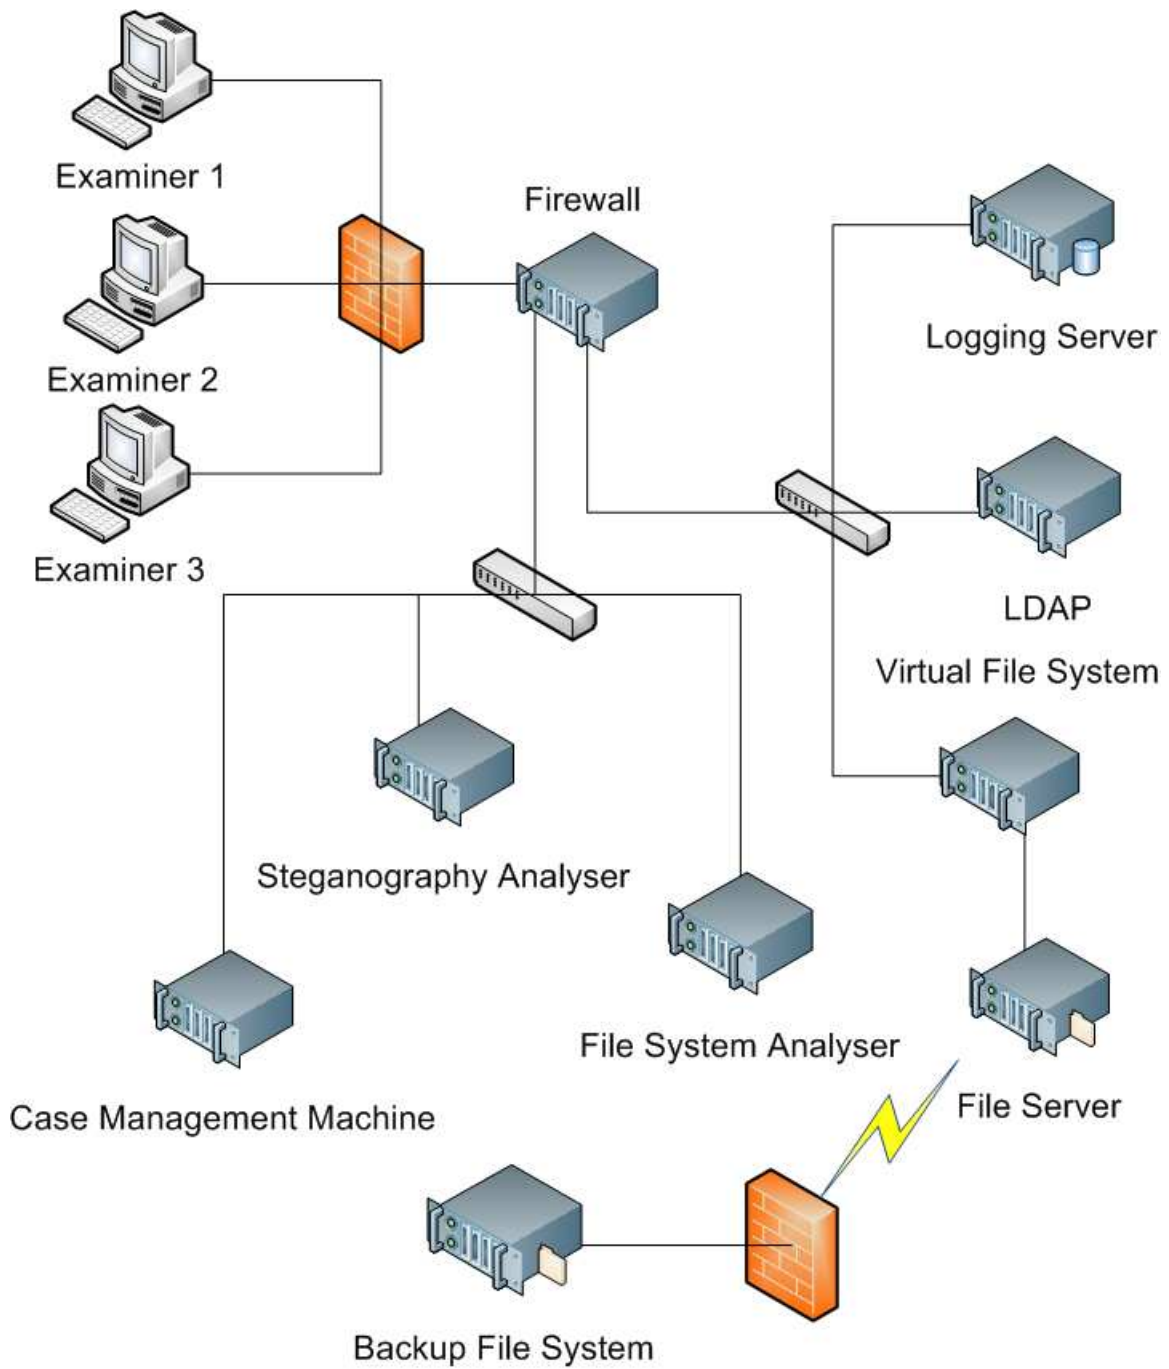 Examiner 1
Firewall
Examiner 2
Logging Server
Examiner 3
LDAP
Virtual File System
Steganography Analyser
File System Analyser
File Server
Case Management Machine
Backup File System